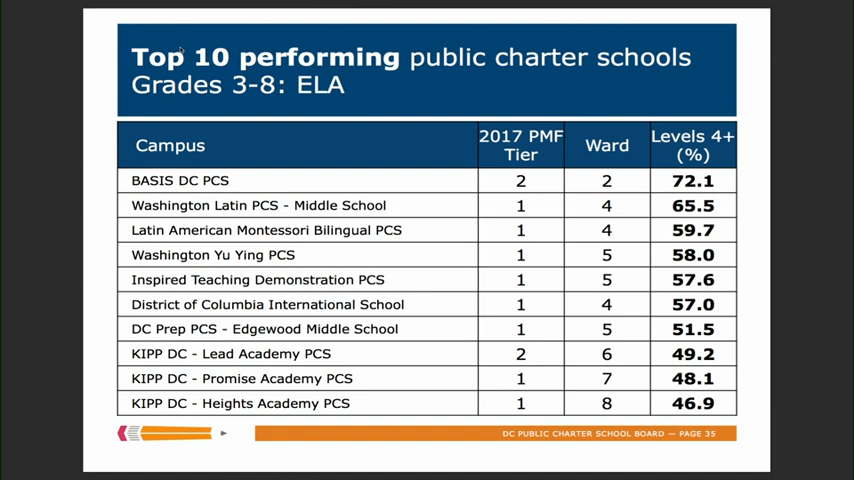 Top 10 performing public charter schools
Grades 3-8: ELA
Campus 2017 PMF Tier Ward Levels 4+ (%)
BASIS DC PCS 2 2 72.1
Washington Latin PCS - Middle School 1 4 65.5
Latin American Montessori Bilingual PCS 1 4 59.7
Washington Yu Ying PCS 1 5 58.0
Inspired Teaching Demonstration PCS 1 5 57.6
District of Columbia International School 1 4 57.0
DC Prep PCS - Edgewood Middle School 1 5 51.5
KIPP DC - Lead Academy PCS 2 6 49.2
KIPP DC - Promise Academy PCS 1 7 48.1
KIPP DC - Heights Academy PCS 1 8 46.9
DC PUBLIC CHARTER SCHOOL BOARD — PAGE 35